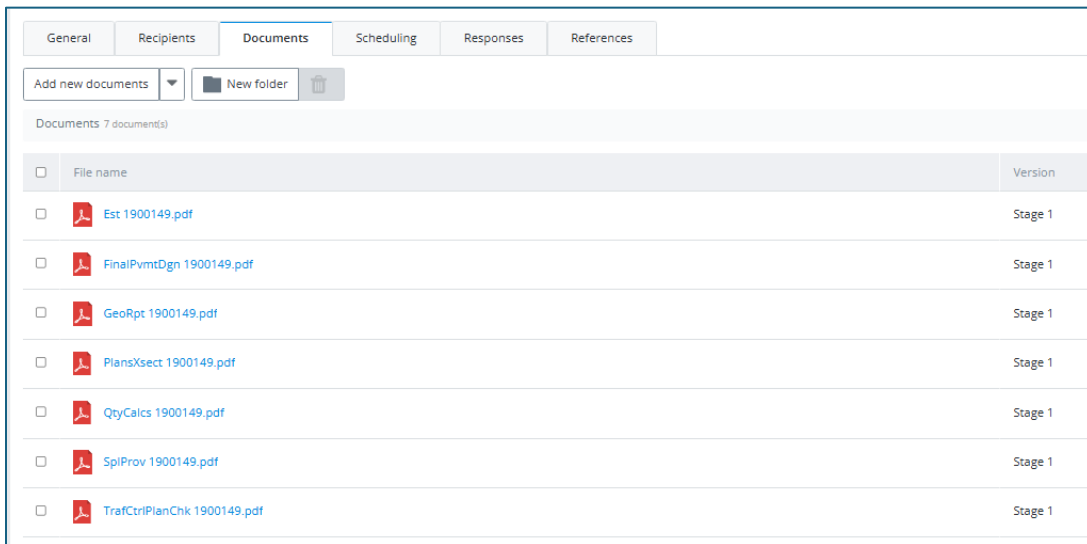 General Recipients Documents Scheduling Responses References
Add new documents New folder
Documents 7 document(s)
File name Version
Est 1900149.pdf Stage 1
FinalPvmtDgn 1900149.pdf Stage 1
GeoRpt 1900149.pdf Stage 1
PlansXsect 1900149.pdf Stage 1
QtyCalcs 1900149.pdf Stage 1
SplProv 1900149.pdf Stage 1
TrafCtrlPlanChk 1900149.pdf Stage 1